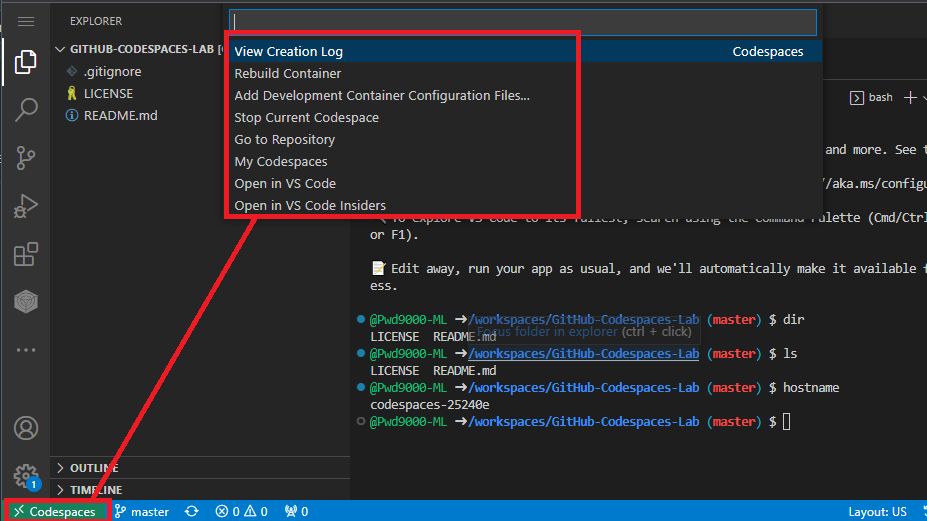 EXPLORER
GITHUB-CODESPACES-LAB [
.gitignore
LICENSE
README.md
OUTLINE
TIMELINE
View Creation Log Codespaces
Rebuild Container
Add Development Container Configuration Files...
Stop Current Codespace
Go to Repository
My Codespaces
Open in VS Code
Open in VS Code Insiders
bash
and more. See t
//aka.ms/config
To explore VS Code to its fullest, search using the Command Palette (Cmd/Ctrl
or F1).
Edit away, run your app as usual, and we'll automatically make it available f
ess.
@Pwd9000-ML ➜/workspaces/GitHub-Codespaces-Lab (master) $ dir
LICENSE README.md
Focus folder in explorer (ctrl + click)
@Pwd9000-ML ➜/workspaces/GitHub-Codespaces-Lab (master) $ ls
LICENSE README.md
@Pwd9000-ML ➜/workspaces/GitHub-Codespaces-Lab (master) $ hostname
codespaces-25240e
@Pwd9000-ML ➜/workspaces/GitHub-Codespaces-Lab (master) $
1
Codespaces master 0 0 0 Layout: US